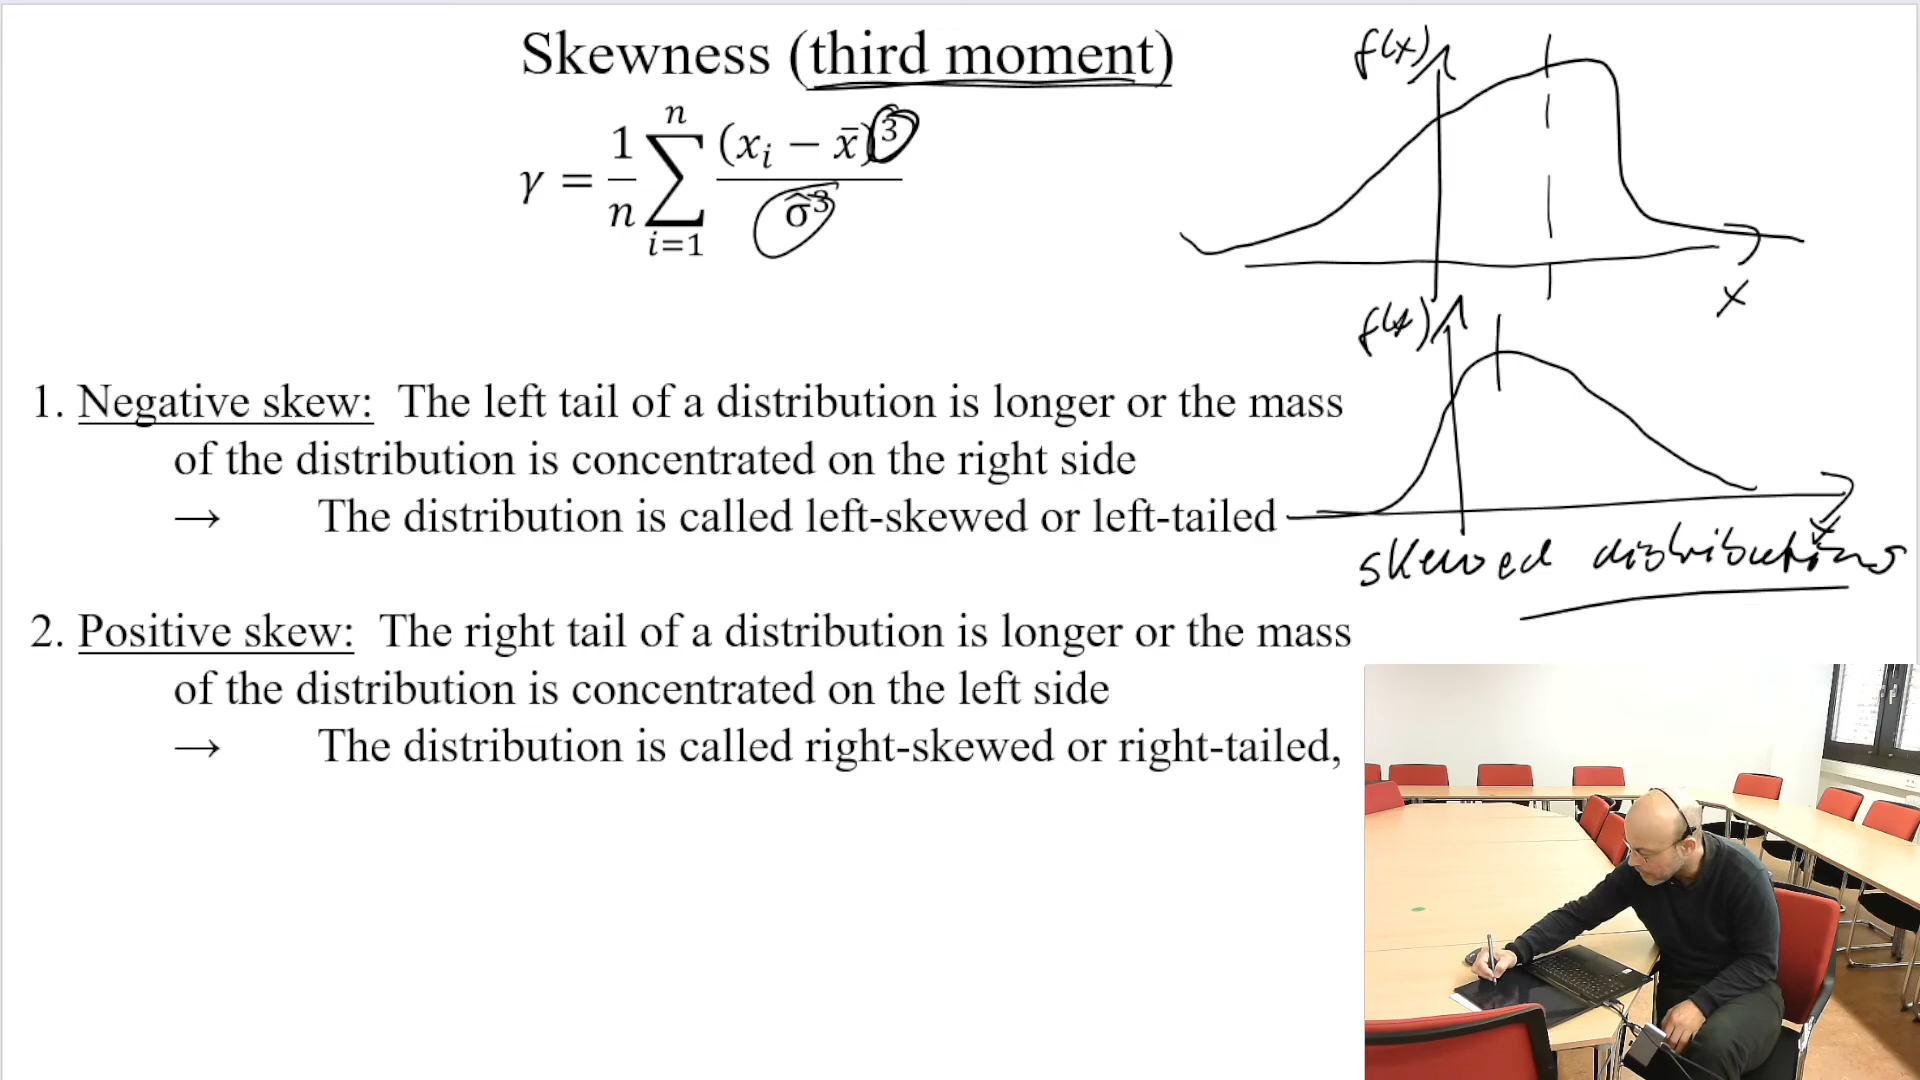 Skewness (third moment)
γ = 1/n ∑ i=1 n (xᵢ − x̄)³ / σ̂³
1. Negative skew: The left tail of a distribution is longer or the mass
of the distribution is concentrated on the right side
→ The distribution is called left-skewed or left-tailed
2. Positive skew: The right tail of a distribution is longer or the mass
of the distribution is concentrated on the left side
→ The distribution is called right-skewed or right-tailed,
f(x)
x
f(x)
x
skewed distributions